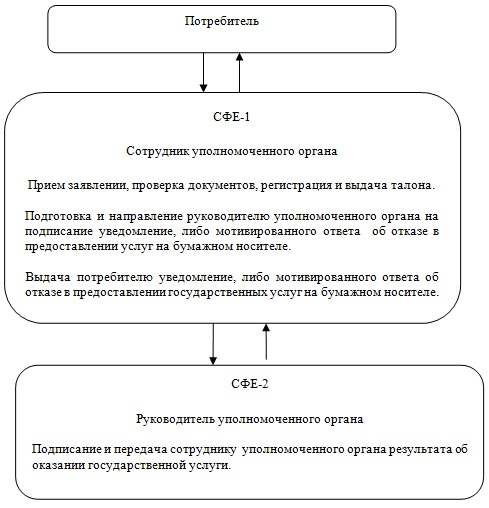 Потребитель
СФЕ-1
Сотрудник уполномоченного органа
Прием заявлении, проверка документов, регистрация и выдача талона.
Подготовка и направление руководителю уполномоченного органа на
подписание уведомление, либо мотивированного ответа об отказе в
предоставлении услуг на бумажном носителе.
Выдача потребителю уведомление, либо мотивированного ответа об
отказе в предоставлении государственных услуг на бумажном носителе.
СФЕ-2
Руководитель уполномоченного органа
Подписание и передача сотруднику уполномоченного органа результата об
оказании государственной услуги.